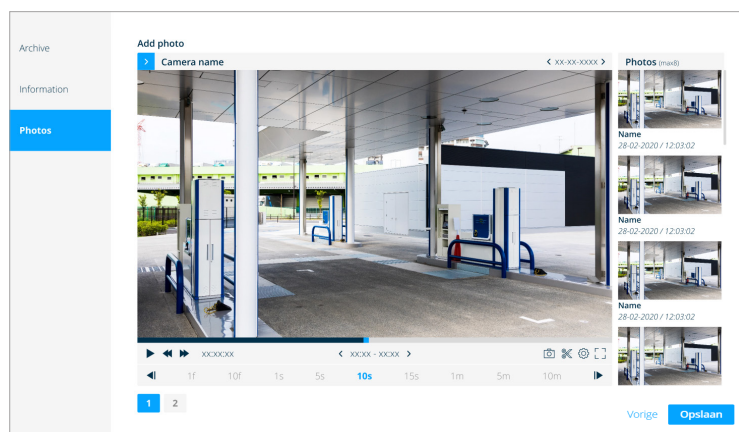 Archive
Information
Photos
Add photo
Camera name
xx-xx-xxxx
Photos (max8)
Name
28-02-2020 / 12:03:02
Name
28-02-2020 / 12:03:02
Name
28-02-2020 / 12:03:02
xx:xx:xx
xx:xx - xx:xx
1f 10f 1s 5s 10s 15s 1m 5m 10m
1 2
Vorige Opslaan